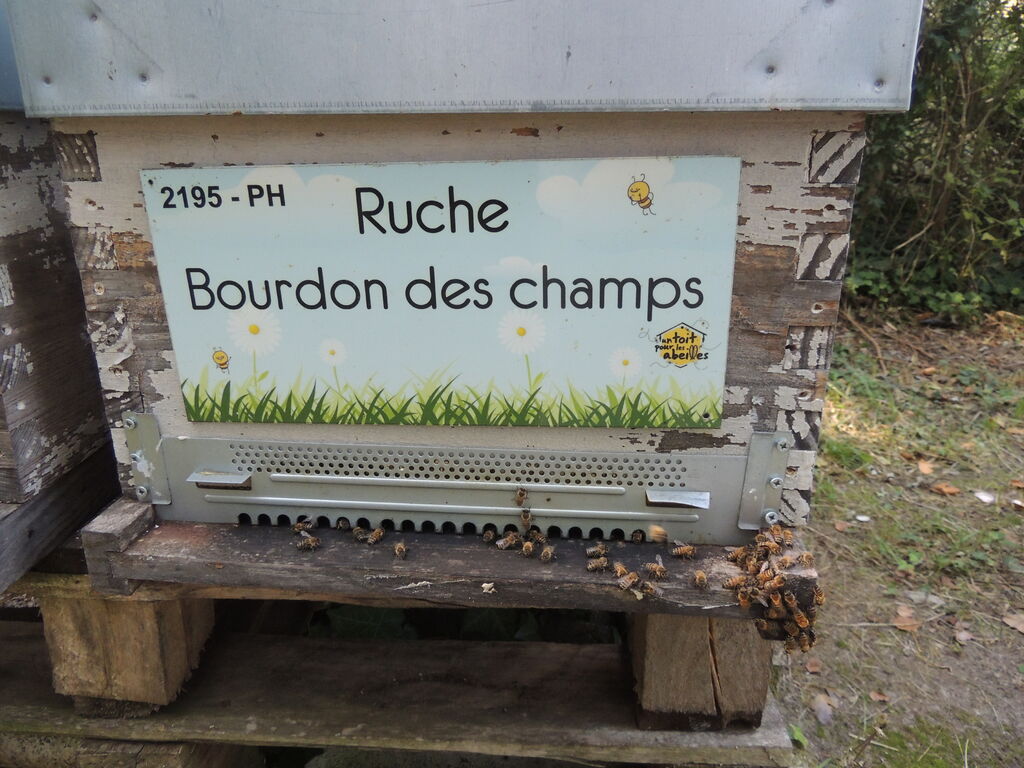 2195 - PH
Ruche
Bourdon des champs
un toit
pour les
abeilles